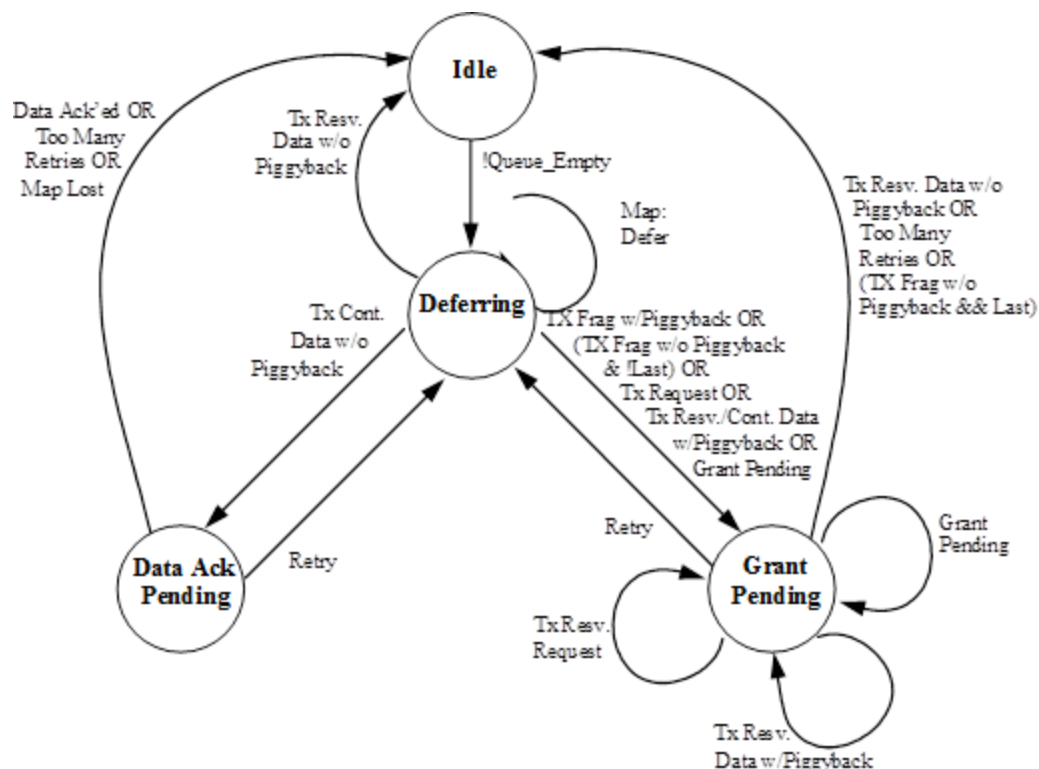 Idle
Data Ack'ed OR
Too Many
Retries OR
Map Lost
Tx Resv.
Data w/o
Piggyback
!Queue_Empty
Map:
Defer
Tx Resv. Data w/o
Piggyback OR
Too Many
Retries OR
(TX Frag w/o
Piggyback && Last)
Deferring
Tx Cont.
Data w/o
Piggyback
TX Frag w/Piggyback OR
(TX Frag w/o Piggyback
& !Last) OR
Tx Request OR
Tx Resv./Cont. Data
w/Piggyback OR
Grant Pending
Retry
Retry
Data Ack
Pending
Grant
Pending
Grant
Pending
Tx Resv.
Request
Tx Resv.
Data w/Piggyback